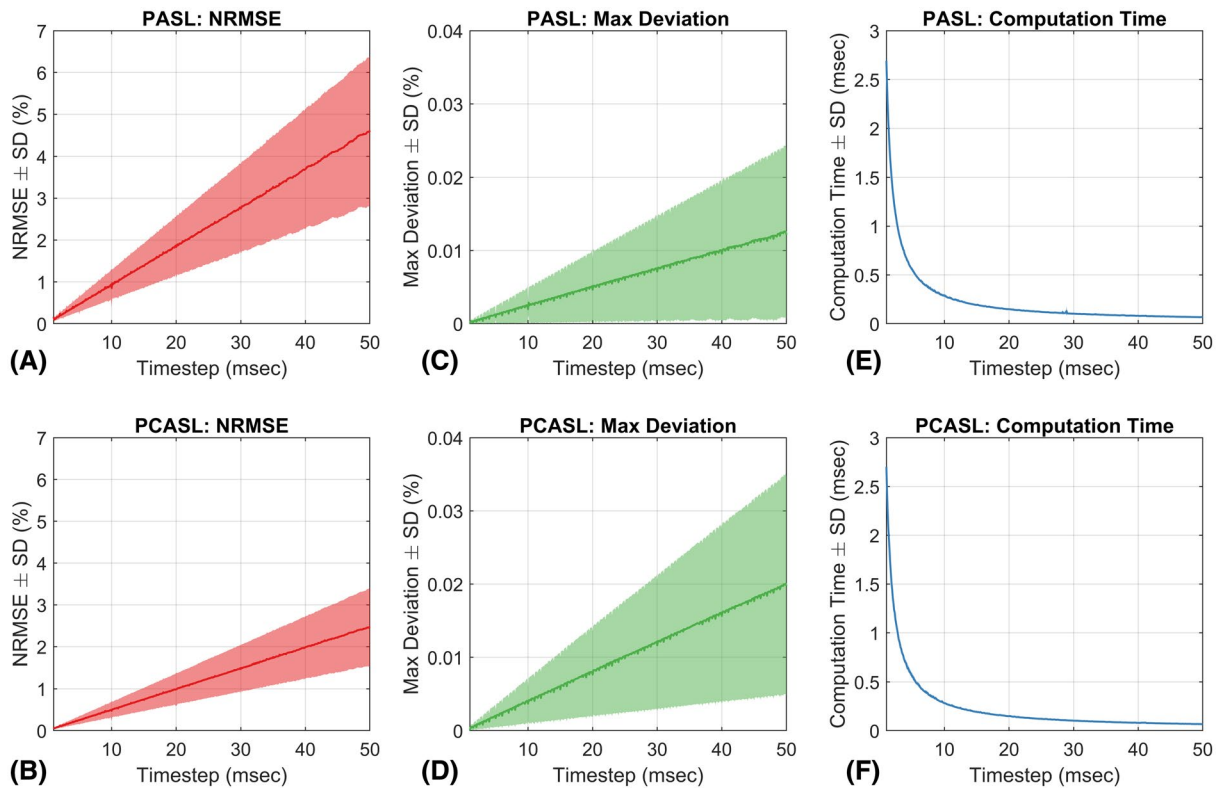 PASL: NRMSE
7
6
5
4
3
2
1
0
NRMSE ± SD (%)
10 20 30 40 50
Timestep (msec)
(A)
PASL: Max Deviation
0.04
0.03
0.02
0.01
0
Max Deviation ± SD (%)
10 20 30 40 50
Timestep (msec)
(C)
PASL: Computation Time
3
2.5
2
1.5
1
0.5
0
Computation Time ± SD (msec)
10 20 30 40 50
Timestep (msec)
(E)
PCASL: NRMSE
7
6
5
4
3
2
1
0
NRMSE ± SD (%)
10 20 30 40 50
Timestep (msec)
(B)
PCASL: Max Deviation
0.04
0.03
0.02
0.01
0
Max Deviation ± SD (%)
10 20 30 40 50
Timestep (msec)
(D)
PCASL: Computation Time
3
2.5
2
1.5
1
0.5
0
Computation Time ± SD (msec)
10 20 30 40 50
Timestep (msec)
(F)